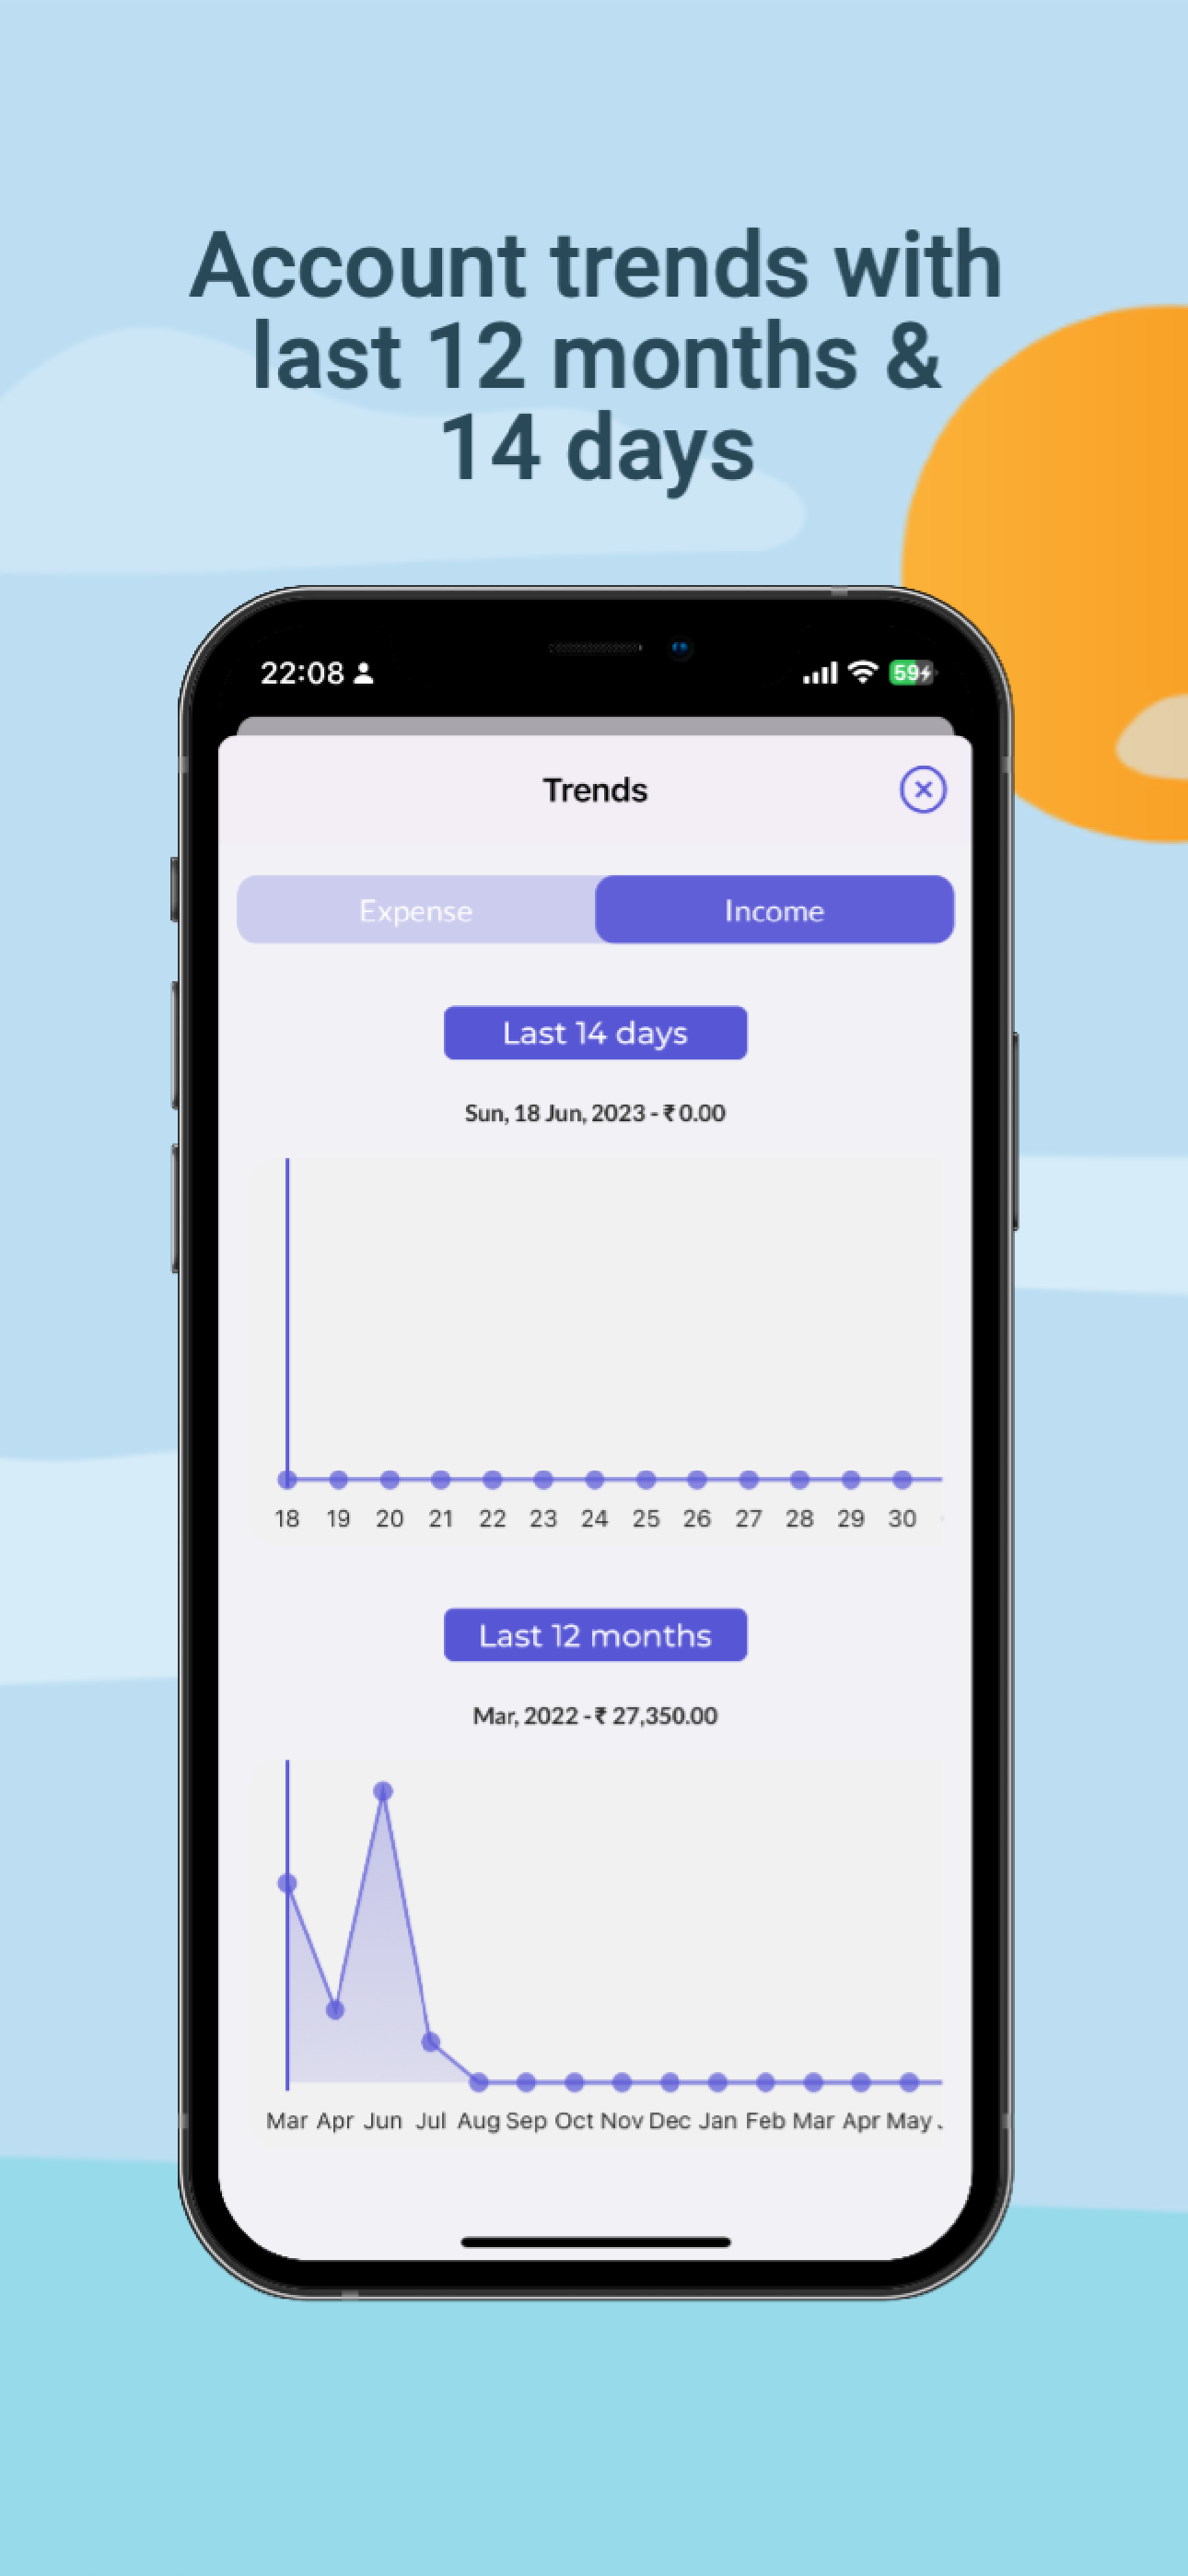 Account trends with
last 12 months &
14 days
22:08
59
Trends
Expense
Income
Last 14 days
Sun, 18 Jun, 2023 - ₹ 0.00
18 19 20 21 22 23 24 25 26 27 28 29 30
Last 12 months
Mar, 2022 - ₹ 27,350.00
Mar Apr Jun Jul Aug Sep Oct Nov Dec Jan Feb Mar Apr May